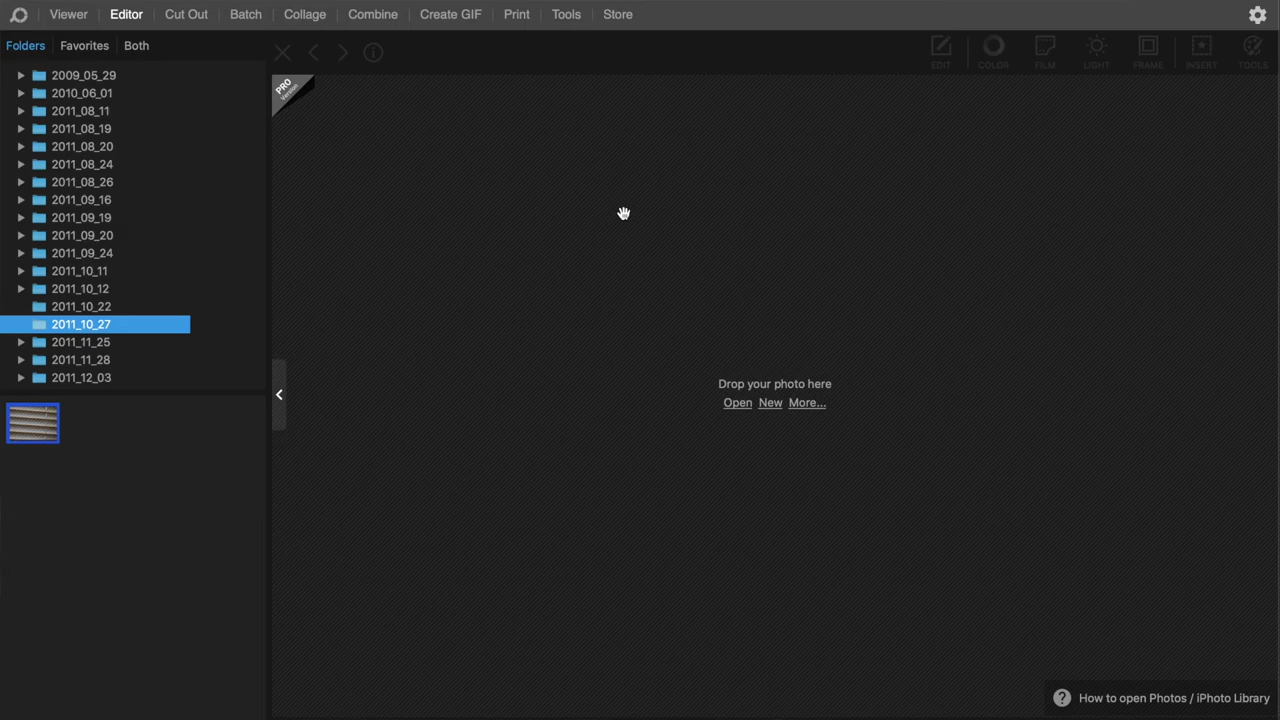 Viewer Editor Cut Out Batch Collage Combine Create GIF Print Tools Store
Folders Favorites Both
EDIT COLOR FILM LIGHT FRAME INSERT TOOLS
2009_05_29
2010_06_01
2011_08_11
2011_08_19
2011_08_20
2011_08_24
2011_08_26
2011_09_16
2011_09_19
2011_09_20
2011_09_24
2011_10_11
2011_10_12
2011_10_22
2011_10_27
2011_11_25
2011_11_28
2011_12_03
PRO
Version
Drop your photo here
Open New More...
How to open Photos / iPhoto Library